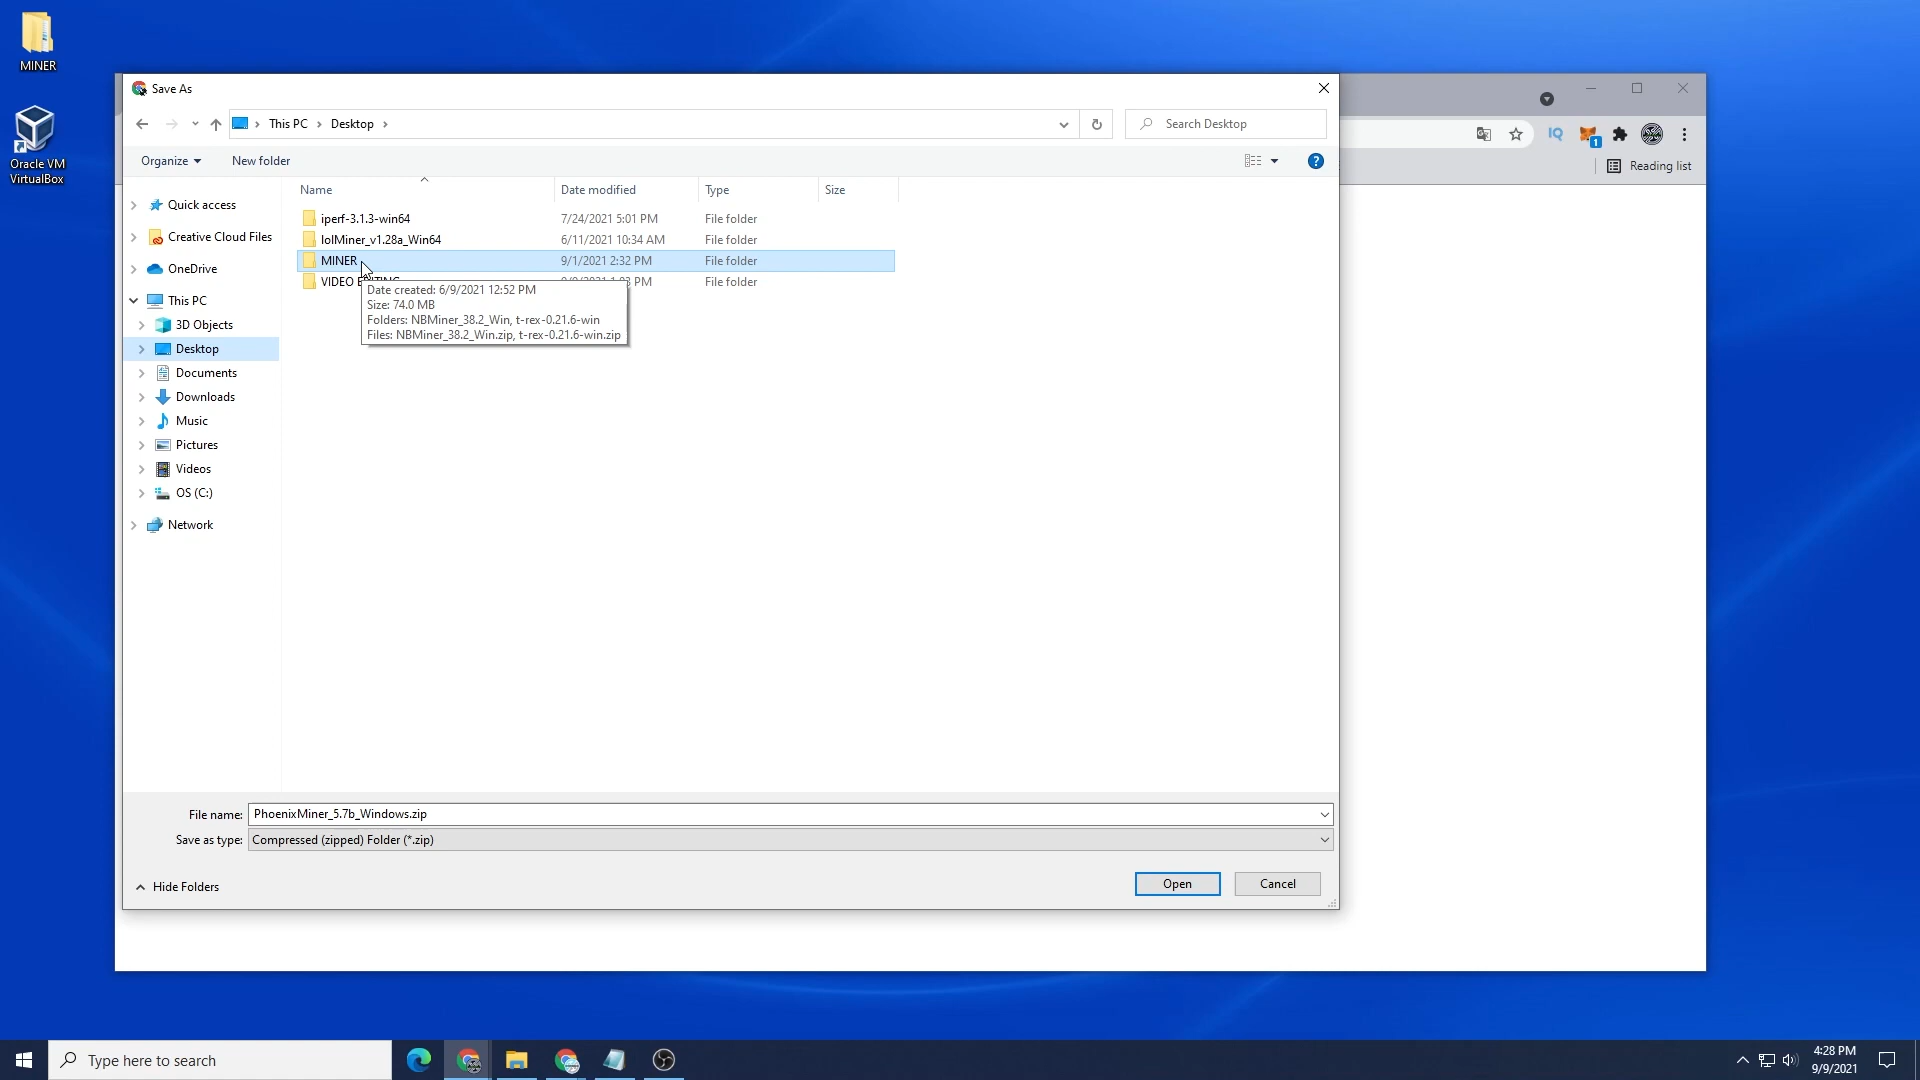 MINER
Oracle VM
VirtualBox
Save As
This PC
Desktop
Search Desktop
Organize
New folder
?
IQ
1
Reading list
Name
Date modified
Type
Size
Quick access
Creative Cloud Files
OneDrive
This PC
3D Objects
Desktop
Documents
Downloads
Music
Pictures
Videos
OS (C:)
Network
iperf-3.1.3-win64 7/24/2021 5:01 PM File folder
lolMiner_v1.28a_Win64 6/11/2021 10:34 AM File folder
MINER 9/1/2021 2:32 PM File folder
VIDEO PM File folder
Date created: 6/9/2021 12:52 PM
Size: 74.0 MB
Folders: NBMiner_38.2_Win, t-rex-0.21.6-win
Files: NBMiner_38.2_Win.zip, t-rex-0.21.6-win.zip
File name: PhoenixMiner_5.7b_Windows.zip
Save as type: Compressed (zipped) Folder (*.zip)
Hide Folders
Open
Cancel
Type here to search
4:28 PM
9/9/2021